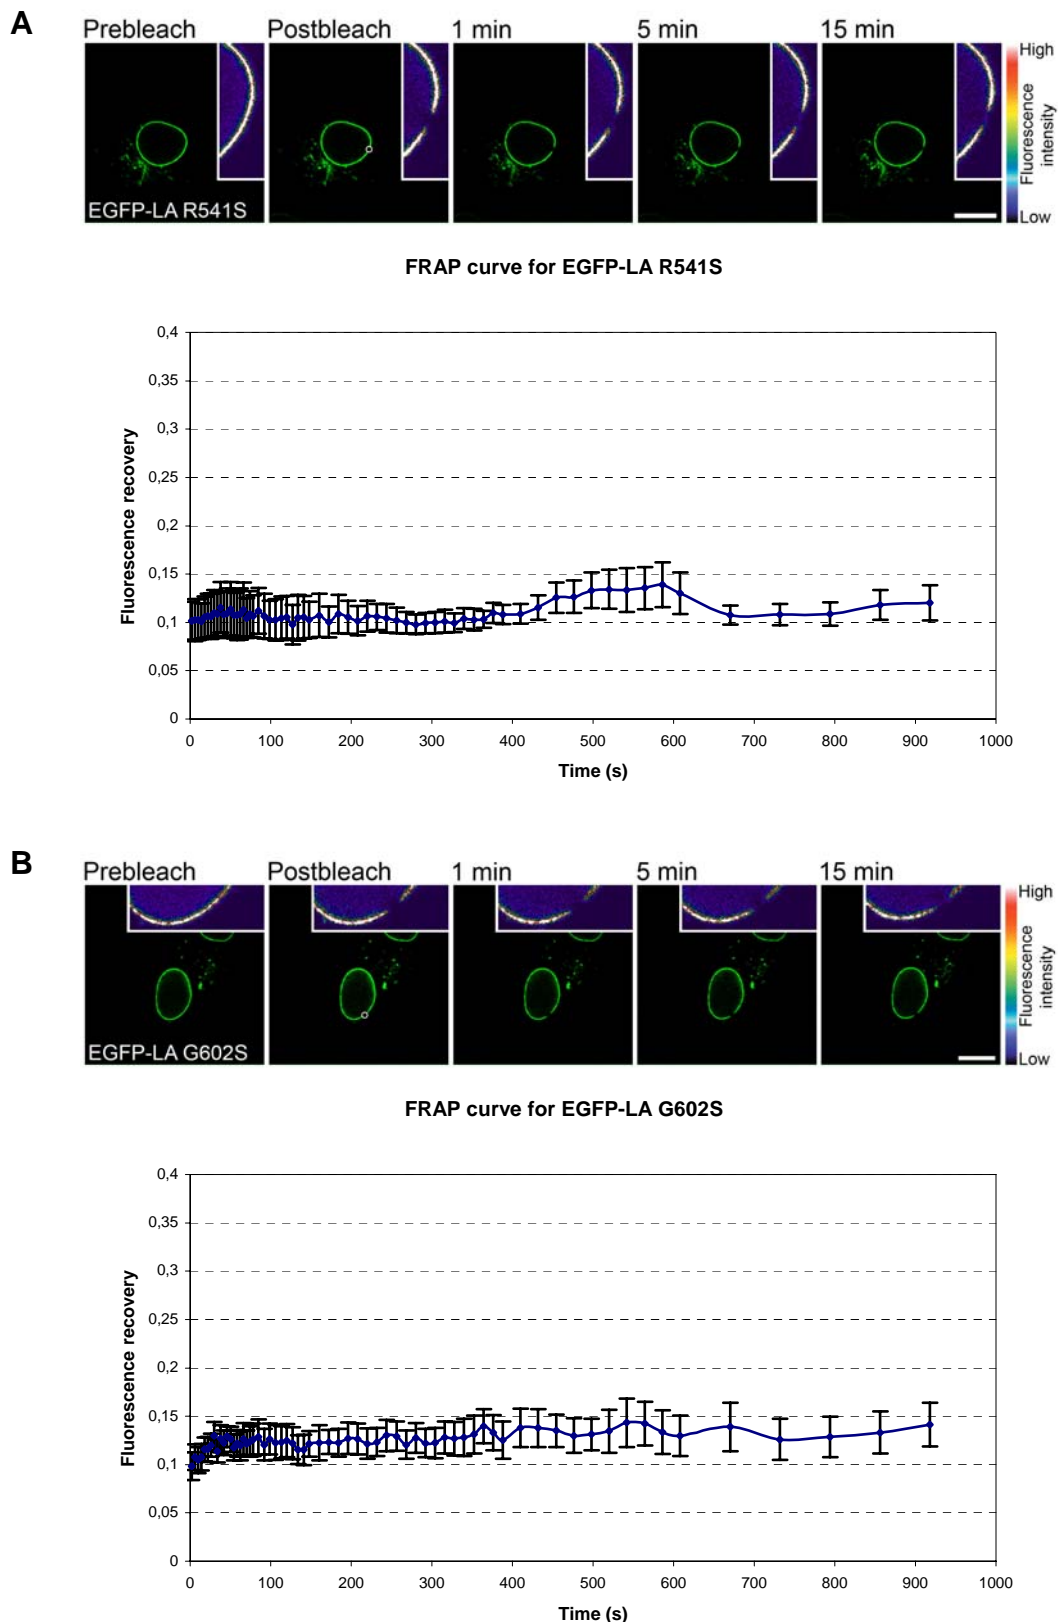 A
Prebleach Postbleach 1 min 5 min 15 min
High
Fluorescence intensity
Low
EGFP-LA R541S
FRAP curve for EGFP-LA R541S
Fluorescence recovery
0,4
0,35
0,3
0,25
0,2
0,15
0,1
0,05
0
0 100 200 300 400 500 600 700 800 900 1000
Time (s)
B
Prebleach Postbleach 1 min 5 min 15 min
High
Fluorescence intensity
Low
EGFP-LA G602S
FRAP curve for EGFP-LA G602S
Fluorescence recovery
0,4
0,35
0,3
0,25
0,2
0,15
0,1
0,05
0
0 100 200 300 400 500 600 700 800 900 1000
Time (s)